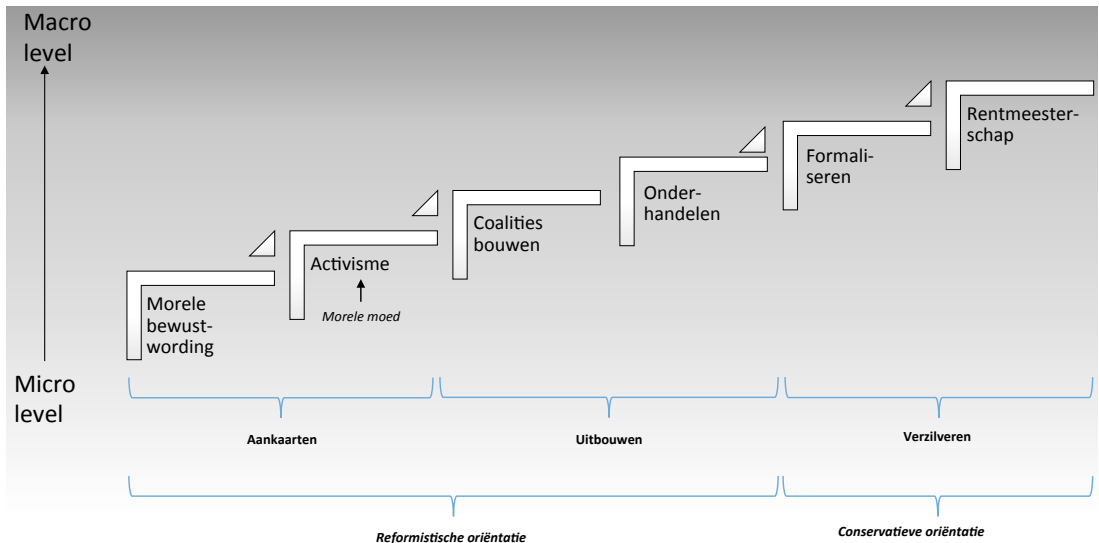 Macro
level
Rentmeester-
schap
Formali-
seren
Onder-
handelen
Coalities
bouwen
Activisme
Morele moed
Morele
bewust-
wording
Micro
level
Aankaarten
Uitbouwen
Verzilveren
Reformistische oriëntatie
Conservatieve oriëntatie